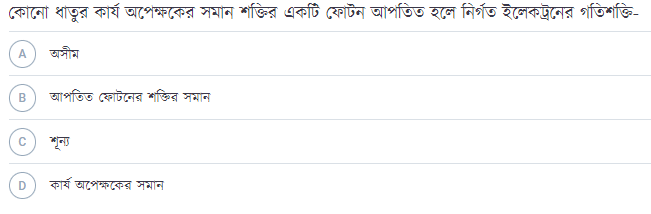 কোনো ধাতুর কার্য অপেক্ষকের সমান শক্তির একটি ফোটন আপতিত হলে নির্গত ইলেকট্রনের গতিশক্তি-
A অসীম
B আপতিত ফোটনের শক্তির সমান
C শূন্য
D কার্য অপেক্ষকের সমান